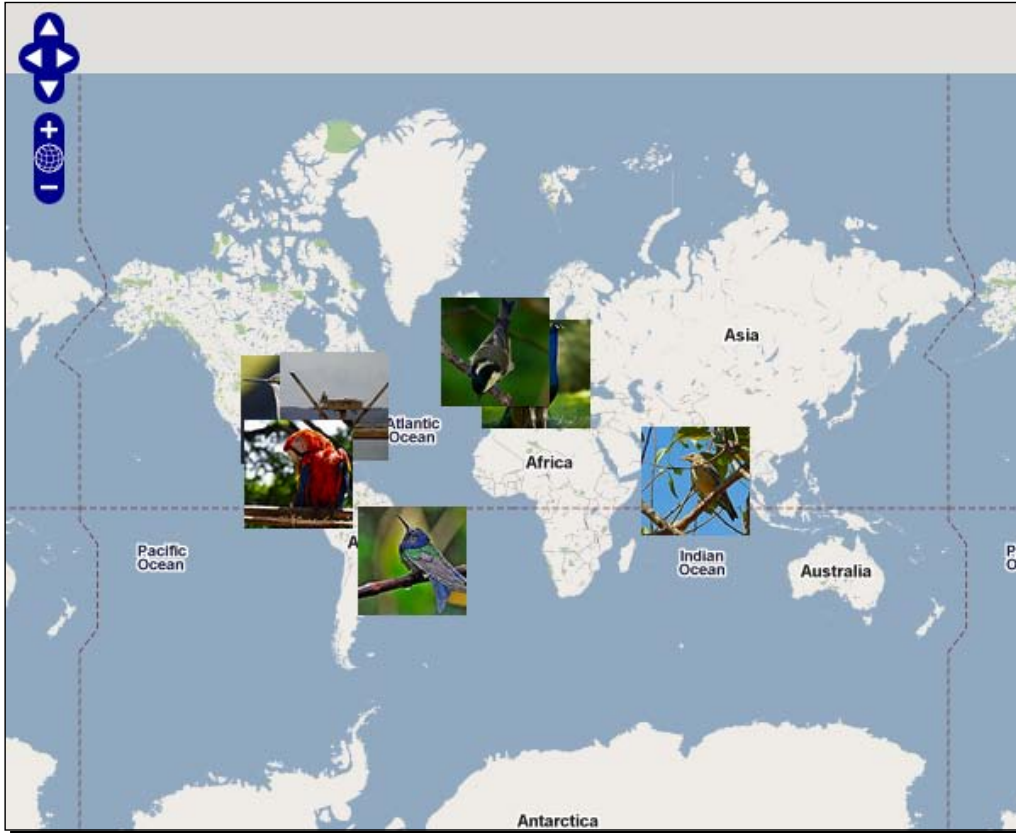 Asia
Atlantic
Ocean
Africa
A
Pacific
Ocean
Indian
Ocean
Australia
P
O
Antarctica